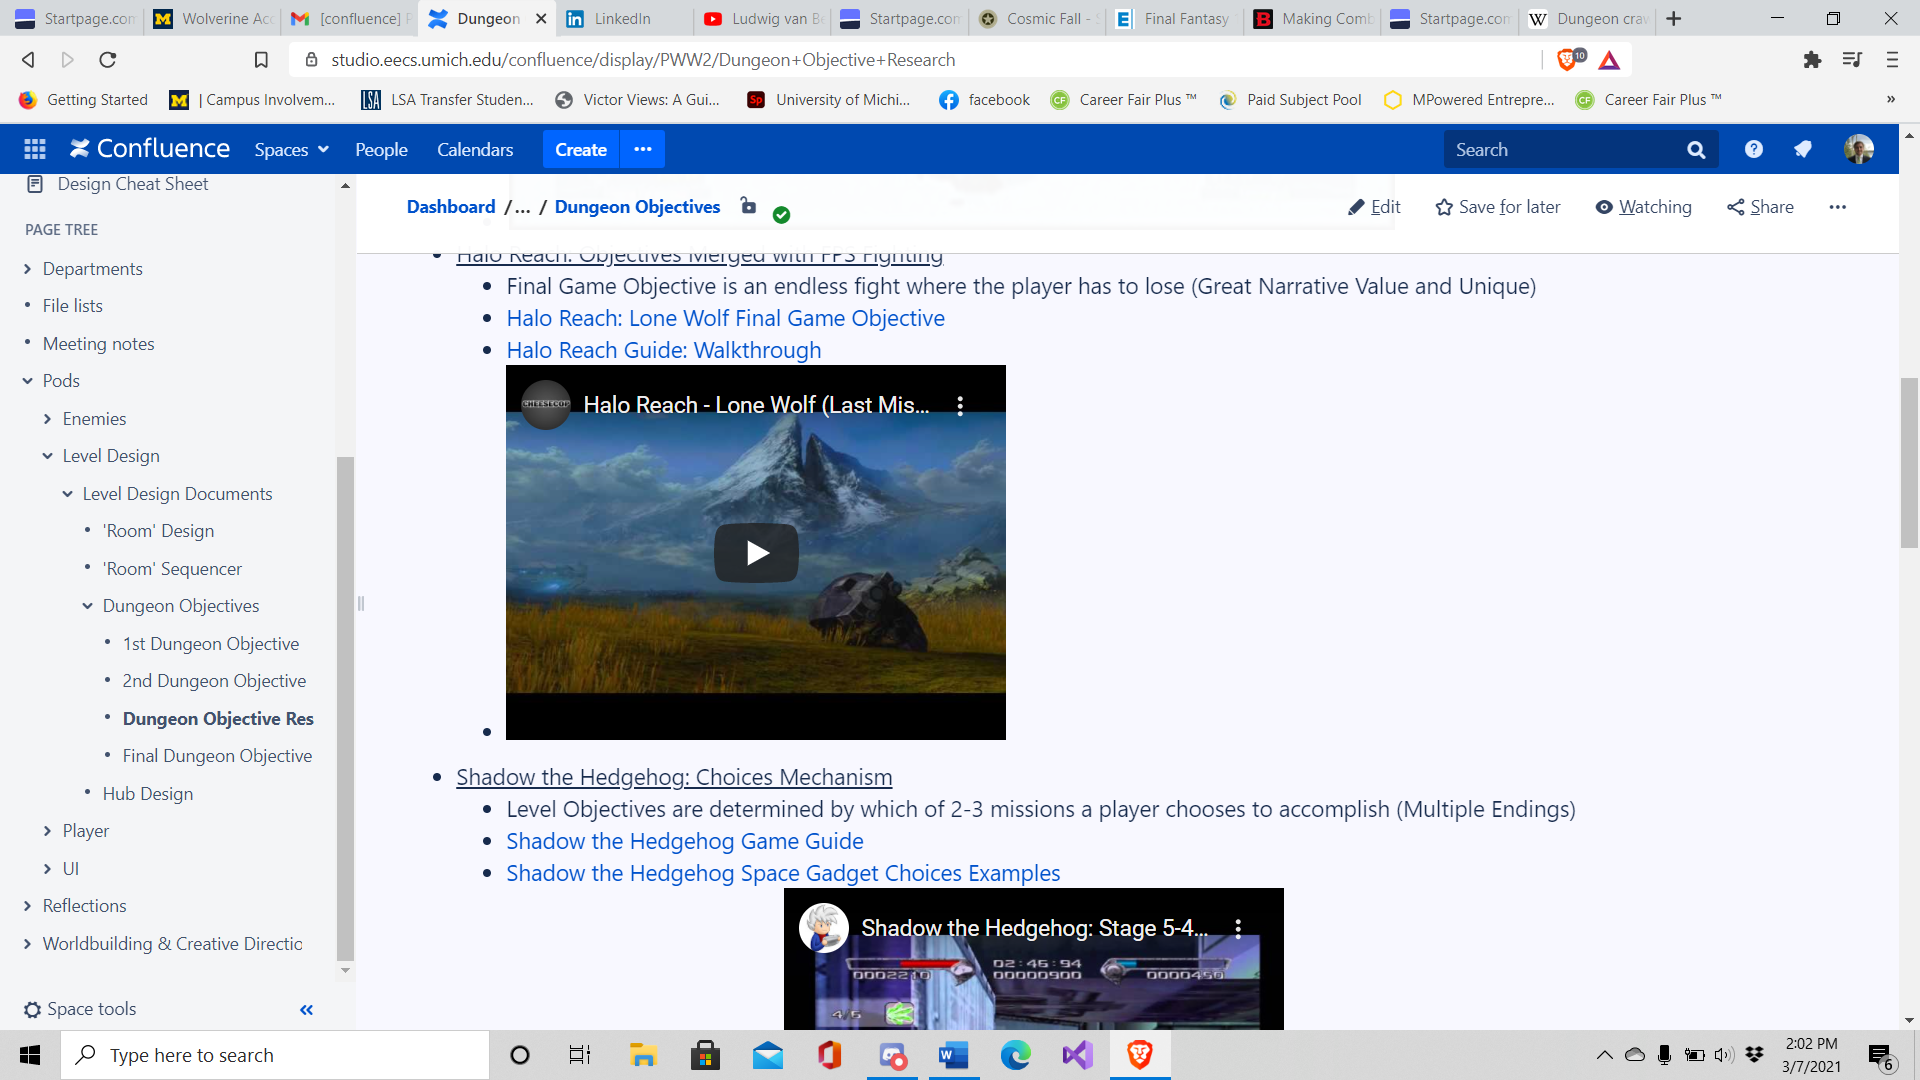 Startpage.com
Wolverine Acc
[confluence] P
Dungeon
LinkedIn
Ludwig van Be
Startpage.com
Cosmic Fall - S
Final Fantasy
Making Comb
Startpage.com
Dungeon craw
studio.eecs.umich.edu/confluence/display/PWW2/Dungeon+Objective+Research
10
Getting Started
| Campus Involvem...
LSA Transfer Studen...
Victor Views: A Gui...
University of Michi...
facebook
Career Fair Plus ™
Paid Subject Pool
MPowered Entrepre...
Career Fair Plus ™
»
Confluence
Spaces
People
Calendars
Create
Search
Design Cheat Sheet
PAGE TREE
Departments
File lists
Meeting notes
Pods
Enemies
Level Design
Level Design Documents
'Room' Design
'Room' Sequencer
Dungeon Objectives
1st Dungeon Objective
2nd Dungeon Objective
Dungeon Objective Res
Final Dungeon Objective
Hub Design
Player
UI
Reflections
Worldbuilding & Creative Directio
Space tools
Dashboard /... / Dungeon Objectives
Edit
Save for later
Watching
Share
Halo Reach: Objectives Merged with FPS Fighting
Final Game Objective is an endless fight where the player has to lose (Great Narrative Value and Unique)
Halo Reach: Lone Wolf Final Game Objective
Halo Reach Guide: Walkthrough
CHEESECOP
Halo Reach - Lone Wolf (Last Mis...
Shadow the Hedgehog: Choices Mechanism
Level Objectives are determined by which of 2-3 missions a player chooses to accomplish (Multiple Endings)
Shadow the Hedgehog Game Guide
Shadow the Hedgehog Space Gadget Choices Examples
Shadow the Hedgehog: Stage 5-4...
0002210
02:46:94
00000900
0000450
4/5
Type here to search
2:02 PM
3/7/2021
6